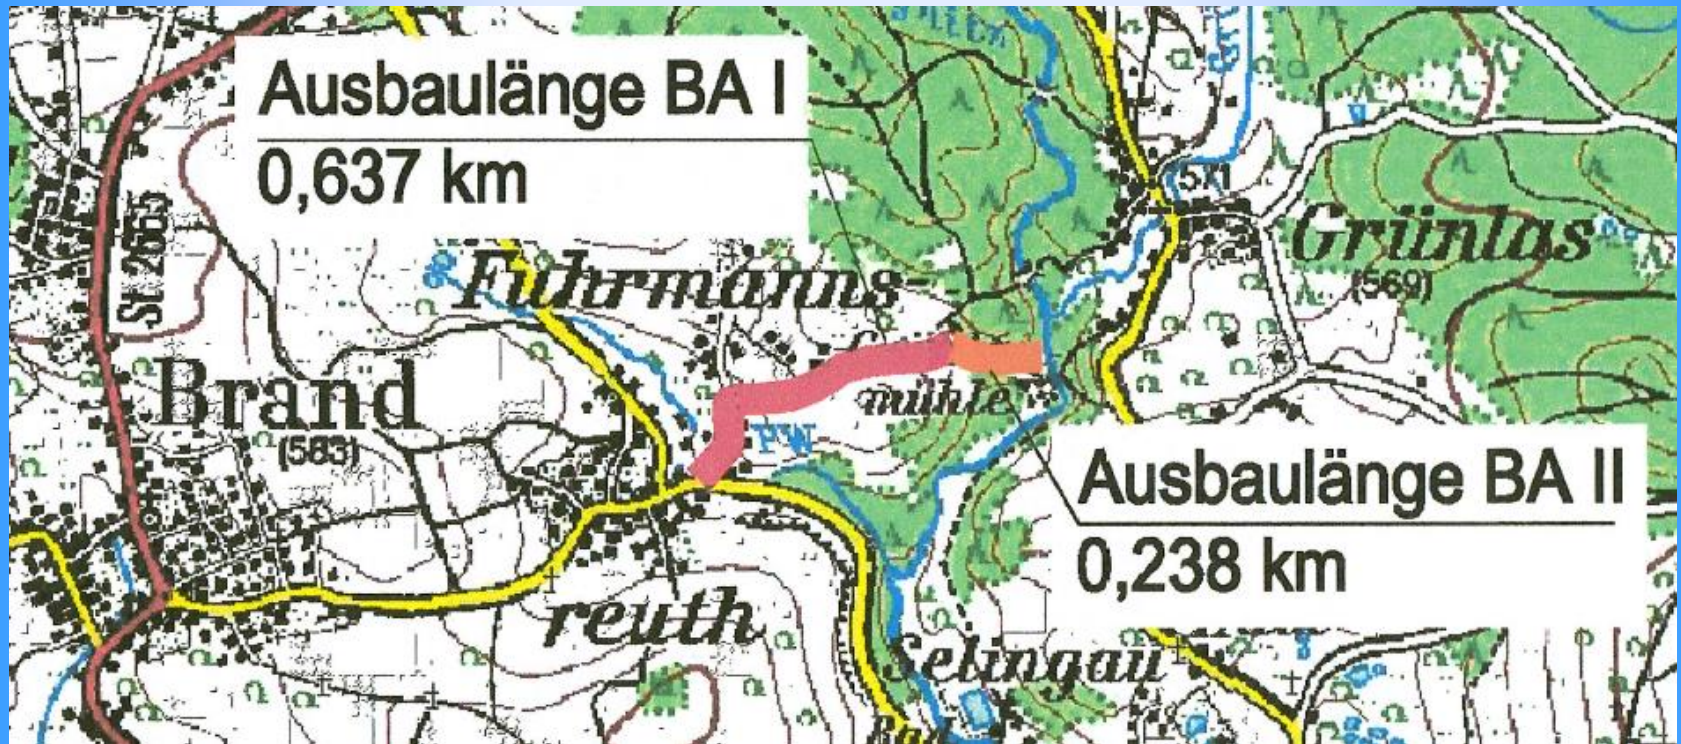 Ausbaulänge BA I
0,637 km
571
Grünlas
(569)
St 2665
Fuhrmanns-
Brand
(583)
mühle
PW
Ausbaulänge BA II
0,238 km
reuth
Selingau